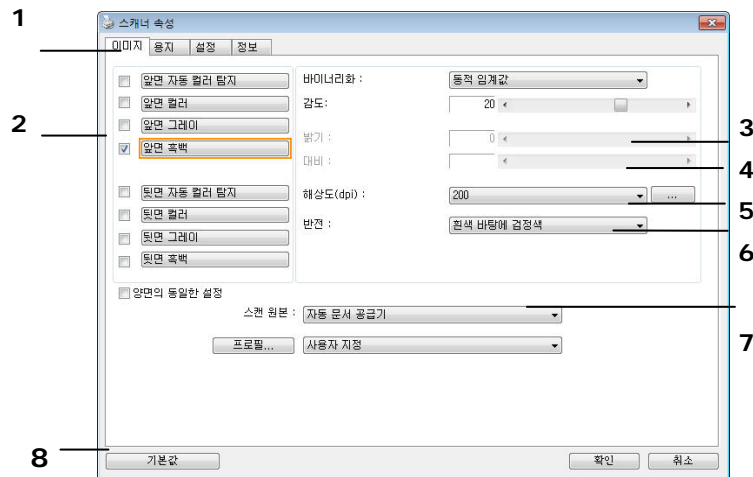 1
스캐너 속성
이미지 용지 설정 정보
2
앞면 자동 컬러 탐지
앞면 컬러
앞면 그레이
앞면 흑백
뒷면 자동 컬러 탐지
뒷면 컬러
뒷면 그레이
뒷면 흑백
바이너리화 : 동적 임계값
감도: 20
밝기 : 0
3
대비 :
4
해상도(dpi) : 200 ...
5
반전 : 흰색 바탕에 검정색
6
양면의 동일한 설정
스캔 원본 : 자동 문서 공급기
7
프로필... 사용자 지정
8
기본값 확인 취소